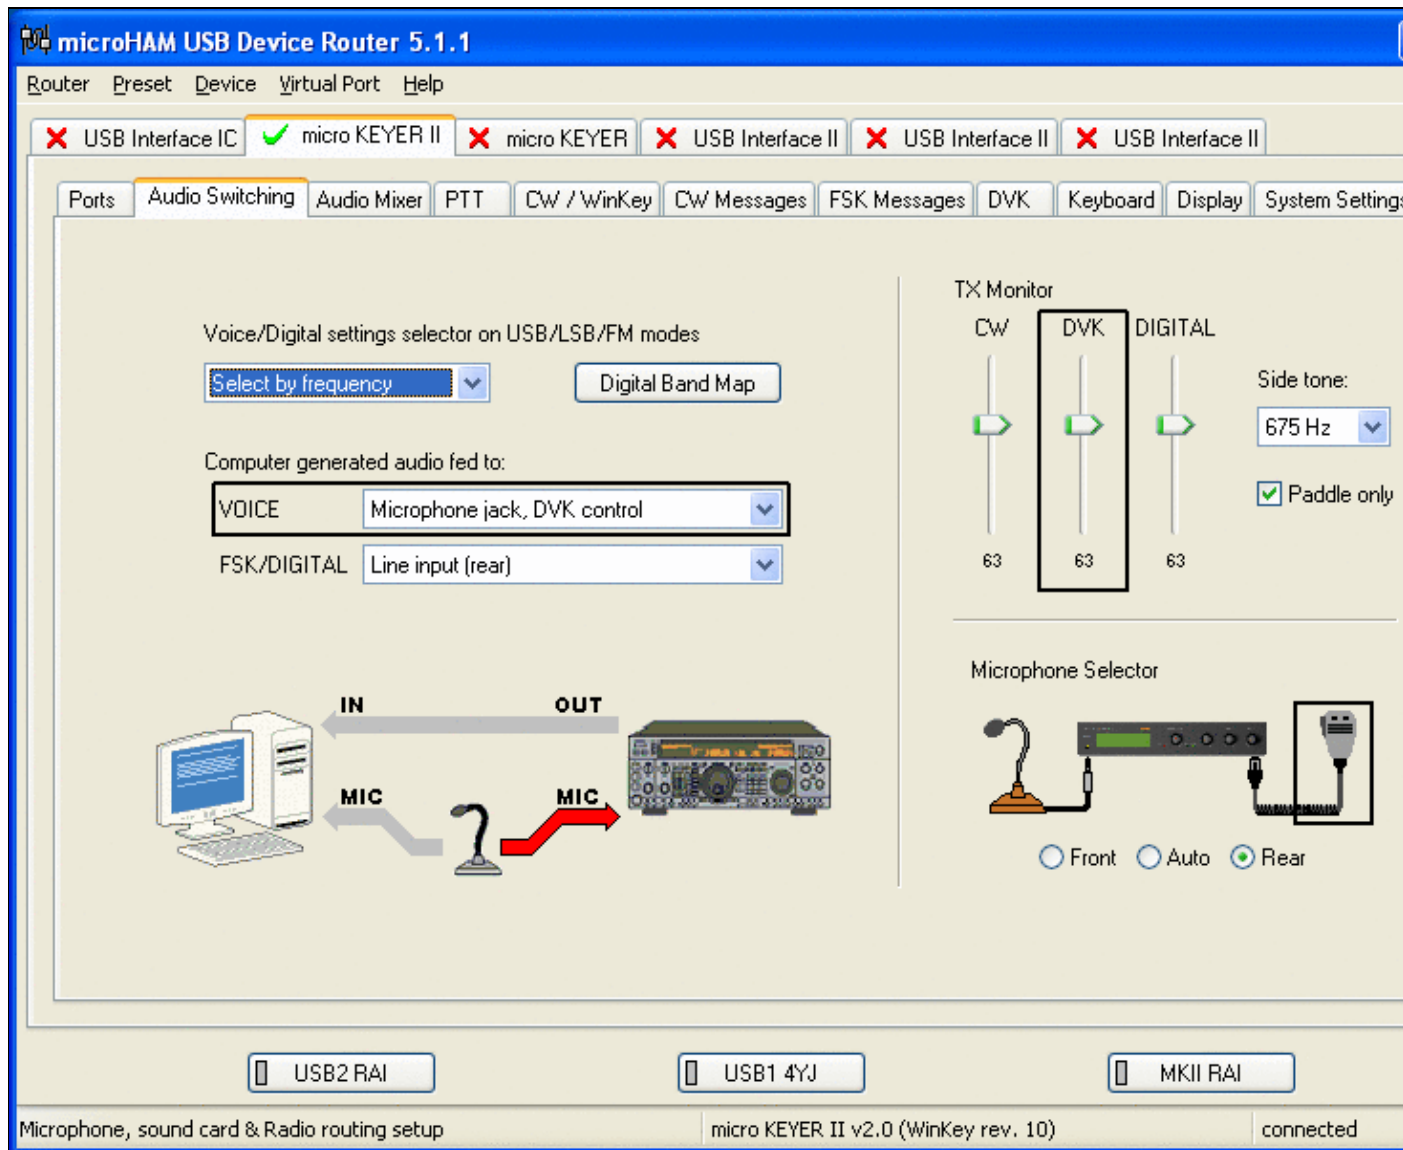 microHAM USB Device Router 5.1.1
Router Preset Device Virtual Port Help
USB Interface IC micro KEYER II micro KEYER USB Interface II USB Interface II USB Interface II
Ports Audio Switching Audio Mixer PTT CW / WinKey CW Messages FSK Messages DVK Keyboard Display System Settings
TX Monitor
Voice/Digital settings selector on USB/LSB/FM modes
CW DVK DIGITAL
Select by frequency Digital Band Map
Side tone:
675 Hz
Computer generated audio fed to:
VOICE Microphone jack, DVK control
Paddle only
FSK/DIGITAL Line input (rear)
63 63 63
Microphone Selector
IN OUT
MIC MIC
Front Auto Rear
USB2 RAI USB1 4YJ MKII RAI
Microphone, sound card & Radio routing setup micro KEYER II v2.0 (WinKey rev. 10) connected